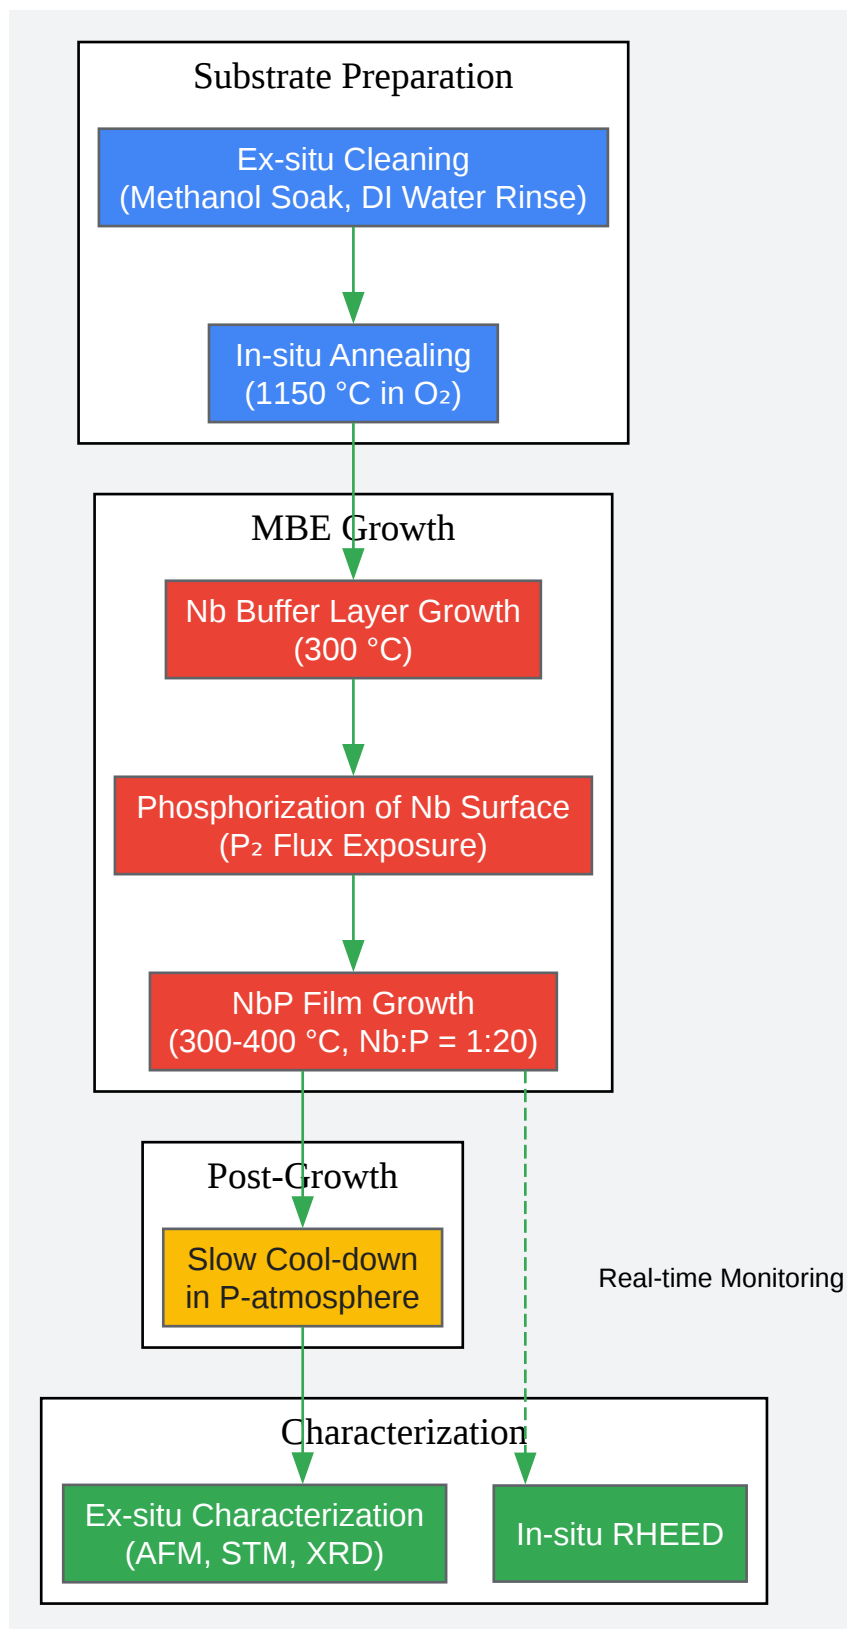 Substrate Preparation
Ex-situ Cleaning
(Methanol Soak, DI Water Rinse)
In-situ Annealing
(1150 °C in O₂)
MBE Growth
Nb Buffer Layer Growth
(300 °C)
Phosphorization of Nb Surface
(P₂ Flux Exposure)
NbP Film Growth
(300-400 °C, Nb:P = 1:20)
Post-Growth
Slow Cool-down
in P-atmosphere
Real-time Monitoring
Characterization
Ex-situ Characterization
(AFM, STM, XRD)
In-situ RHEED